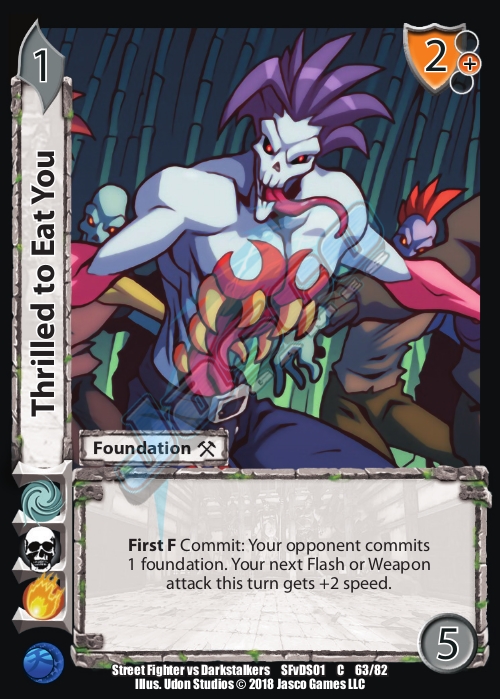 1
2
+
Thrilled to Eat You
Foundation
First F Commit: Your opponent commits
1 foundation. Your next Flash or Weapon
attack this turn gets +2 speed.
5
Street Fighter vs Darkstalkers SFvDS01 C 63/82
Illus. Udon Studios © 2018 Jasco Games LLC